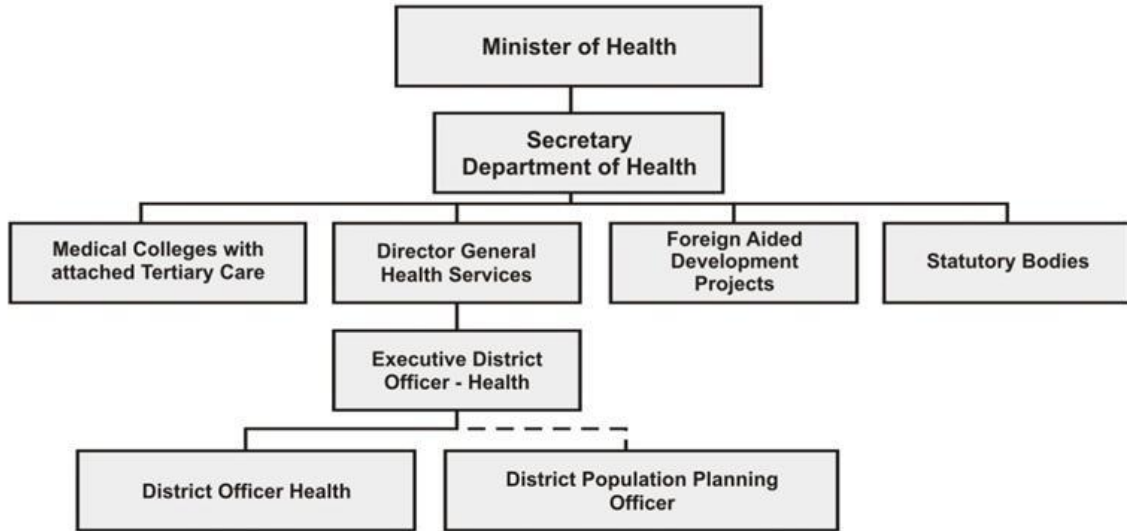 Minister of Health
Secretary
Department of Health
Medical Colleges with
attached Tertiary Care
Director General
Health Services
Foreign Aided
Development
Projects
Statutory Bodies
Executive District
Officer - Health
District Officer Health
District Population Planning
Officer